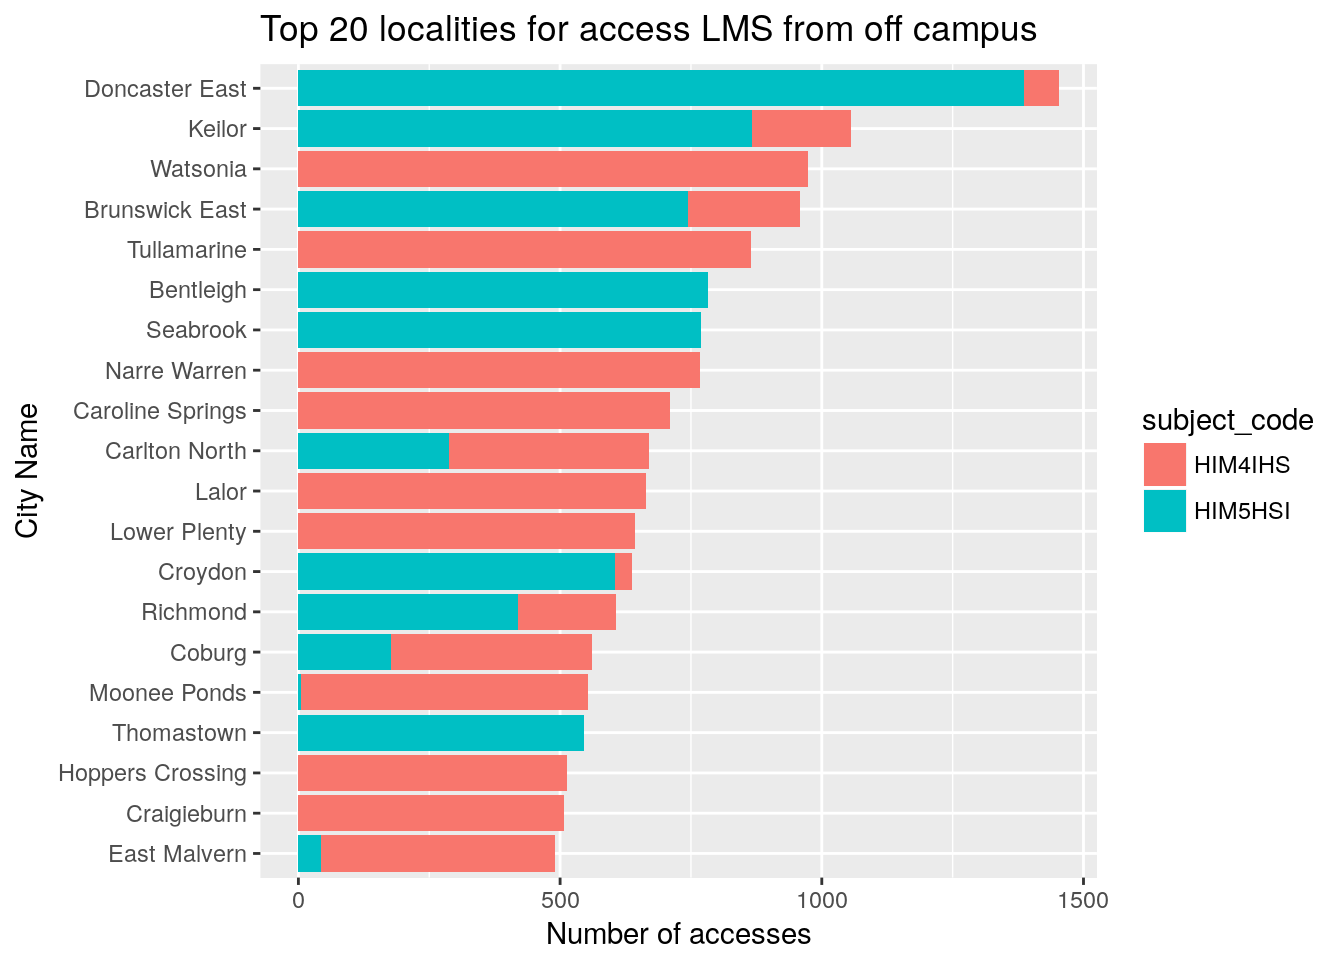 Top 20 localities for access LMS from off campus
City Name
Doncaster East
Keilor
Watsonia
Brunswick East
Tullamarine
Bentleigh
Seabrook
Narre Warren
Caroline Springs
Carlton North
Lalor
Lower Plenty
Croydon
Richmond
Coburg
Moonee Ponds
Thomastown
Hoppers Crossing
Craigieburn
East Malvern
0 500 1000 1500
Number of accesses
subject_code
HIM4IHS
HIM5HSI